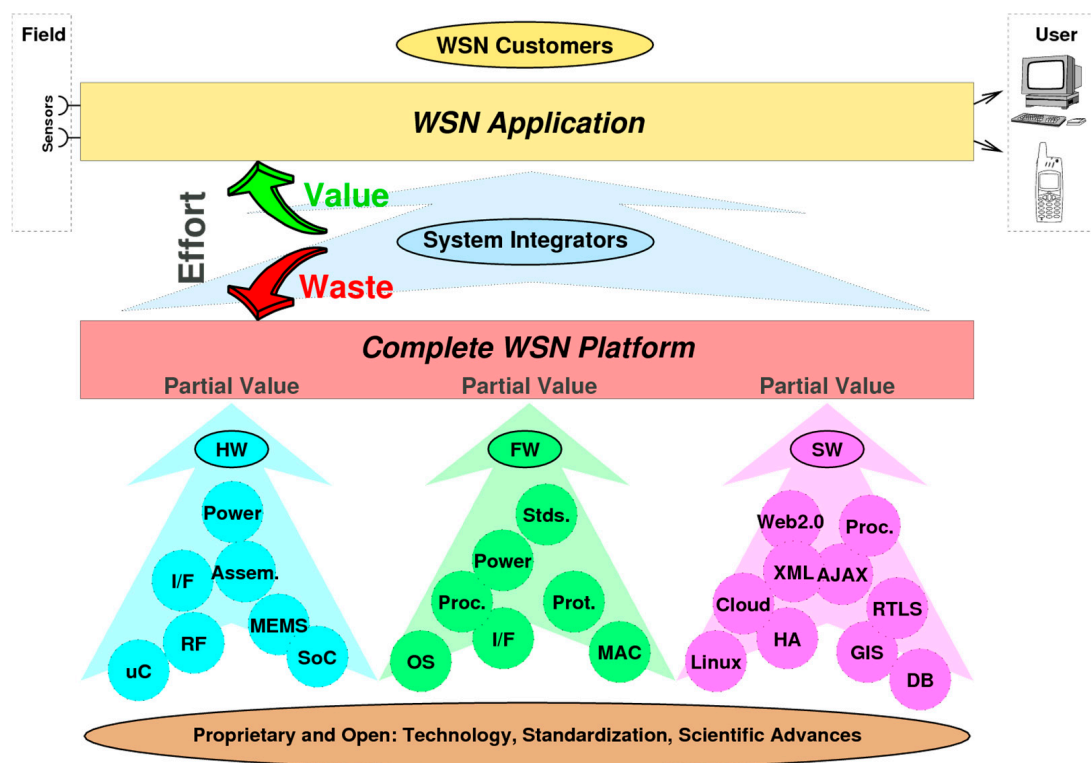 Field
WSN Customers
User
Sensors
WSN Application
Effort
Value
System Integrators
Waste
Complete WSN Platform
Partial Value
Partial Value
Partial Value
HW
Power
I/F
Assem.
MEMS
RF
SoC
uC
FW
Stds.
Power
Proc.
Prot.
I/F
MAC
OS
SW
Web2.0
Proc.
XML
AJAX
Cloud
RTLS
HA
GIS
Linux
DB
Proprietary and Open: Technology, Standardization, Scientific Advances